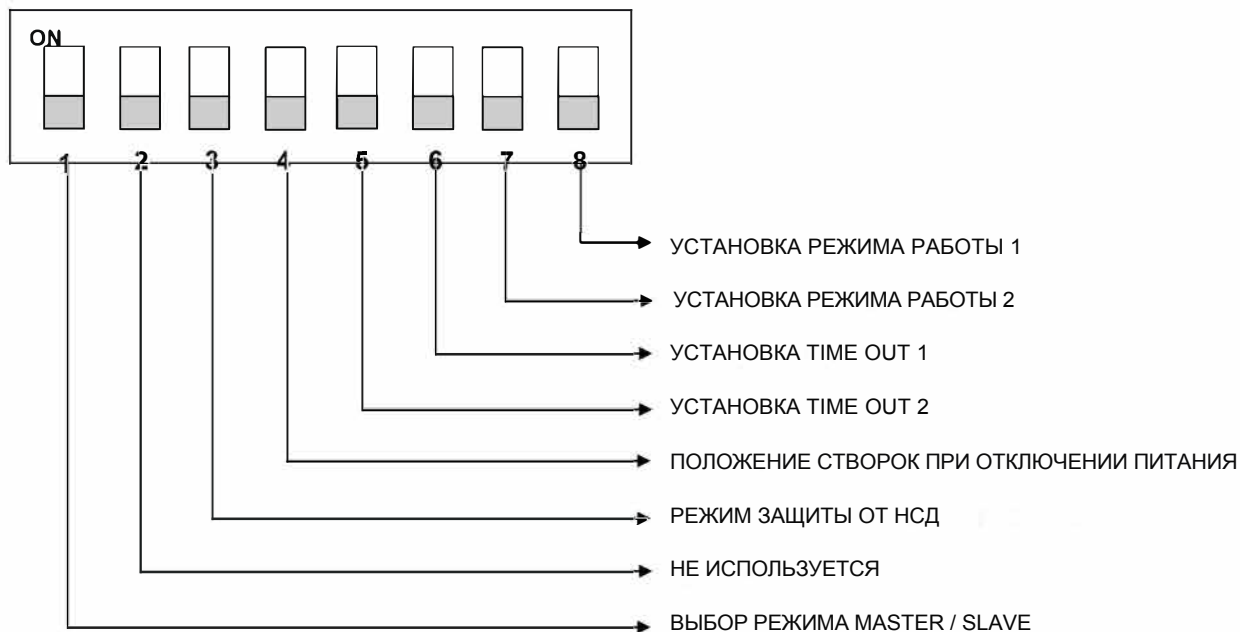 ON
1 2 3 4 5 6 7 8
УСТАНОВКА РЕЖИМА РАБОТЫ 1
УСТАНОВКА РЕЖИМА РАБОТЫ 2
УСТАНОВКА TIME OUT 1
УСТАНОВКА TIME OUT 2
ПОЛОЖЕНИЕ СТВОРОК ПРИ ОТКЛЮЧЕНИИ ПИТАНИЯ
РЕЖИМ ЗАЩИТЫ ОТ НСД
НЕ ИСПОЛЬЗУЕТСЯ
ВЫБОР РЕЖИМА MASTER / SLAVE